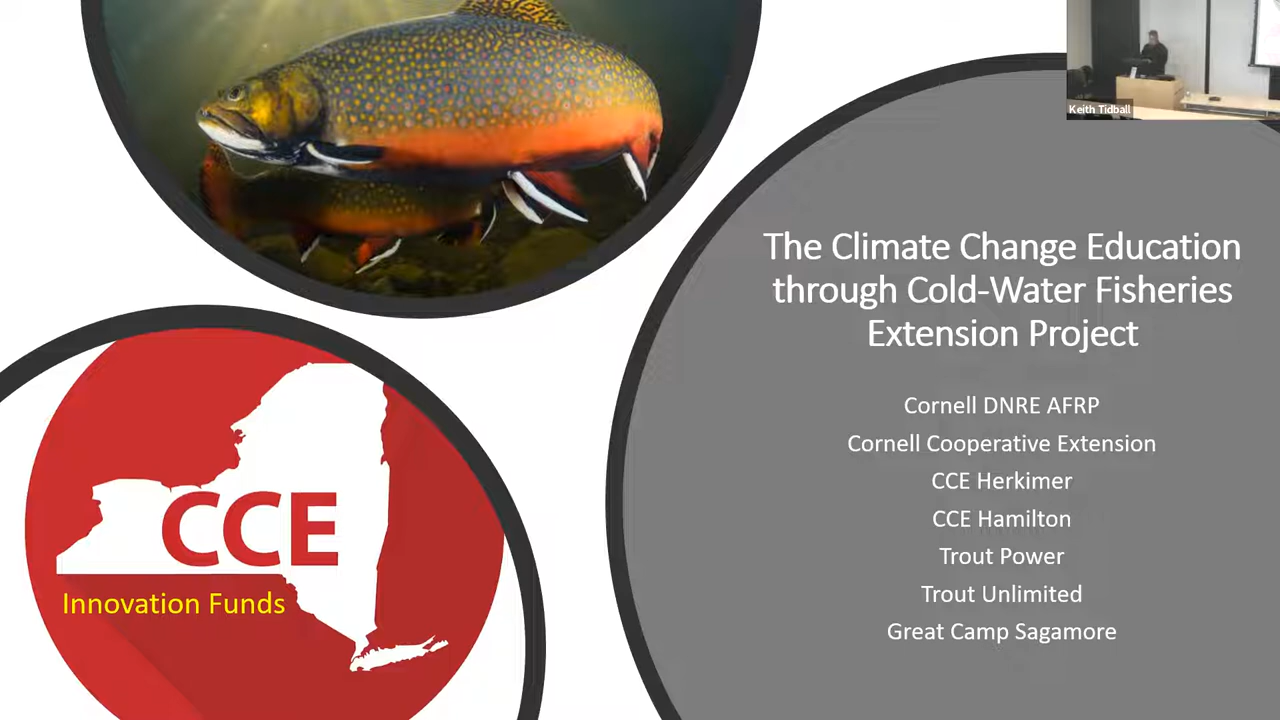 Keith Tidball
The Climate Change Education
through Cold-Water Fisheries
Extension Project
Cornell DNRE AFRP
Cornell Cooperative Extension
CCE Herkimer
CCE Hamilton
Trout Power
Trout Unlimited
Great Camp Sagamore
CCE
Innovation Funds